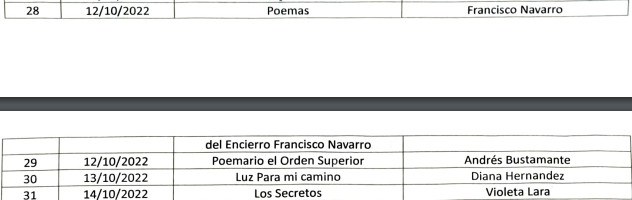 28 12/10/2022 Poemas Francisco Navarro
del Encierro Francisco Navarro
29 12/10/2022 Poemario el Orden Superior Andrés Bustamante
30 13/10/2022 Luz Para mi camino Diana Hernandez
31 14/10/2022 Los Secretos Violeta Lara